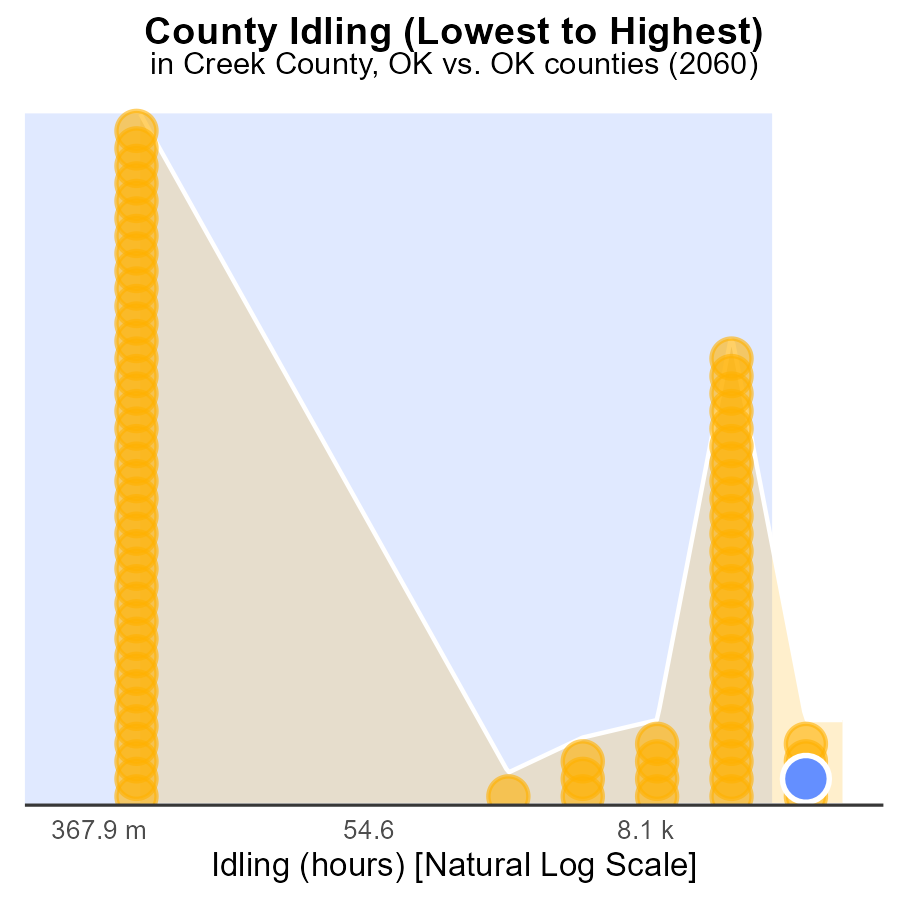 County Idling (Lowest to Highest)
in Creek County, OK vs. OK counties (2060)
367.9 m 54.6 8.1 k
Idling (hours) [Natural Log Scale]